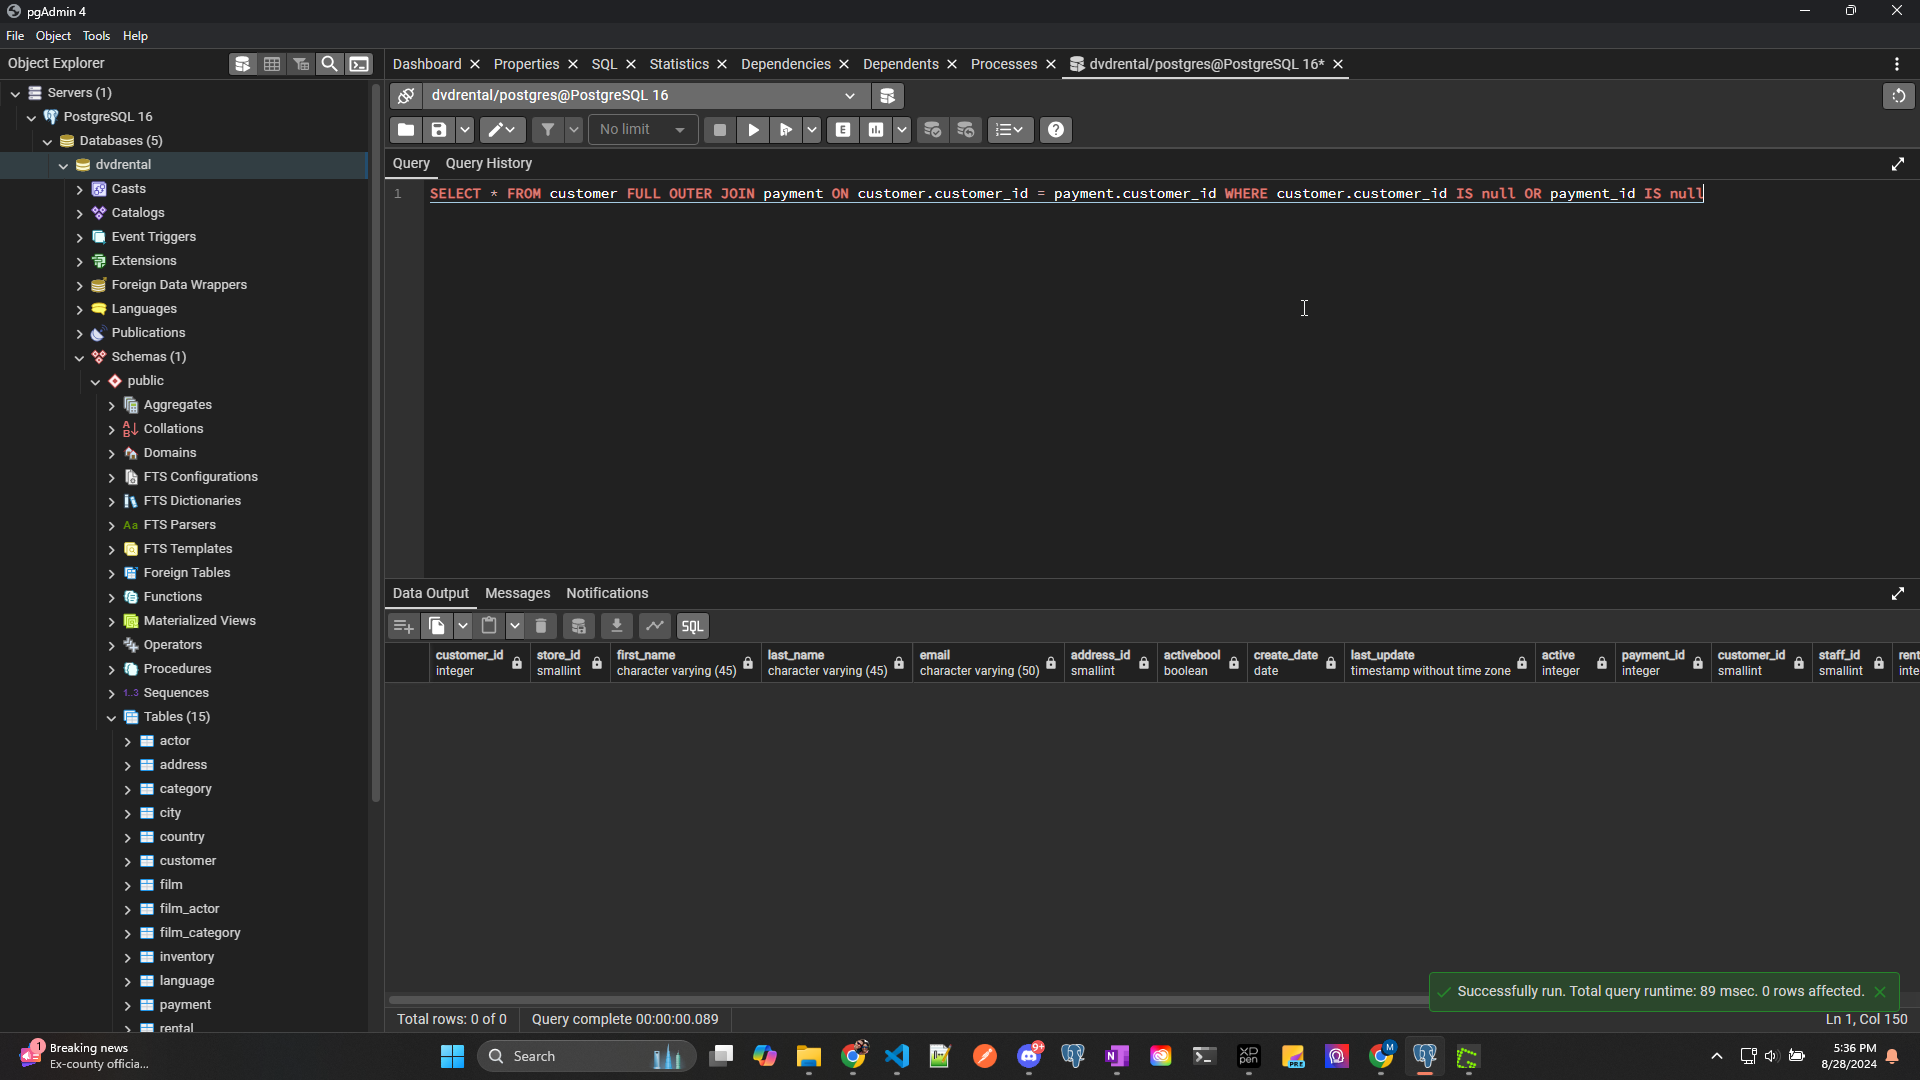 pgAdmin 4
File Object Tools Help
Object Explorer
Dashboard Properties SQL Statistics Dependencies Dependents Processes dvdrental/postgres@PostgreSQL 16*
Servers (1)
dvdrental/postgres@PostgreSQL 16
PostgreSQL 16
No limit
E
Databases (5)
dvdrental
Query Query History
Casts
1 SELECT * FROM customer FULL OUTER JOIN payment ON customer.customer_id = payment.customer_id WHERE customer.customer_id IS null OR payment_id IS null
Catalogs
Event Triggers
Extensions
Foreign Data Wrappers
Languages
Publications
Schemas (1)
public
Aggregates
Collations
Domains
FTS Configurations
FTS Dictionaries
Aa FTS Parsers
FTS Templates
Foreign Tables
Functions
Materialized Views
Operators
Procedures
1..3 Sequences
Tables (15)
actor
address
category
city
country
customer
film
film_actor
film_category
inventory
language
payment
rental
Data Output Messages Notifications
SQL
customer_id store_id first_name last_name email address_id activebool create_date last_update active payment_id customer_id staff_id rent
integer smallint character varying (45) character varying (45) character varying (50) smallint boolean date timestamp without time zone integer integer smallint smallint inte
Successfully run. Total query runtime: 89 msec. 0 rows affected.
Total rows: 0 of 0 Query complete 00:00:00.089 Ln 1, Col 150
1 Breaking news
Ex-county officia...
Search
PRE
9+
XP
pen
M
5:36 PM
8/28/2024